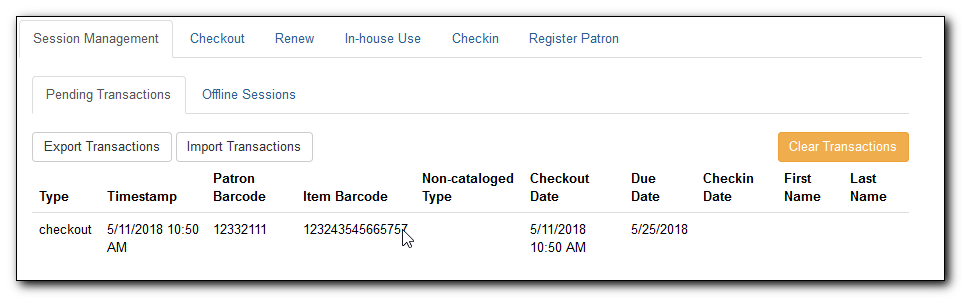 Session Management Checkout Renew In-house Use Checkin Register Patron
Pending Transactions Offline Sessions
Export Transactions Import Transactions Clear Transactions
Type Timestamp Patron Barcode Item Barcode Non-cataloged Type Checkout Date Due Date Checkin Date First Name Last Name
checkout 5/11/2018 10:50 AM 12332111 123243545665757 5/11/2018 10:50 AM 5/25/2018